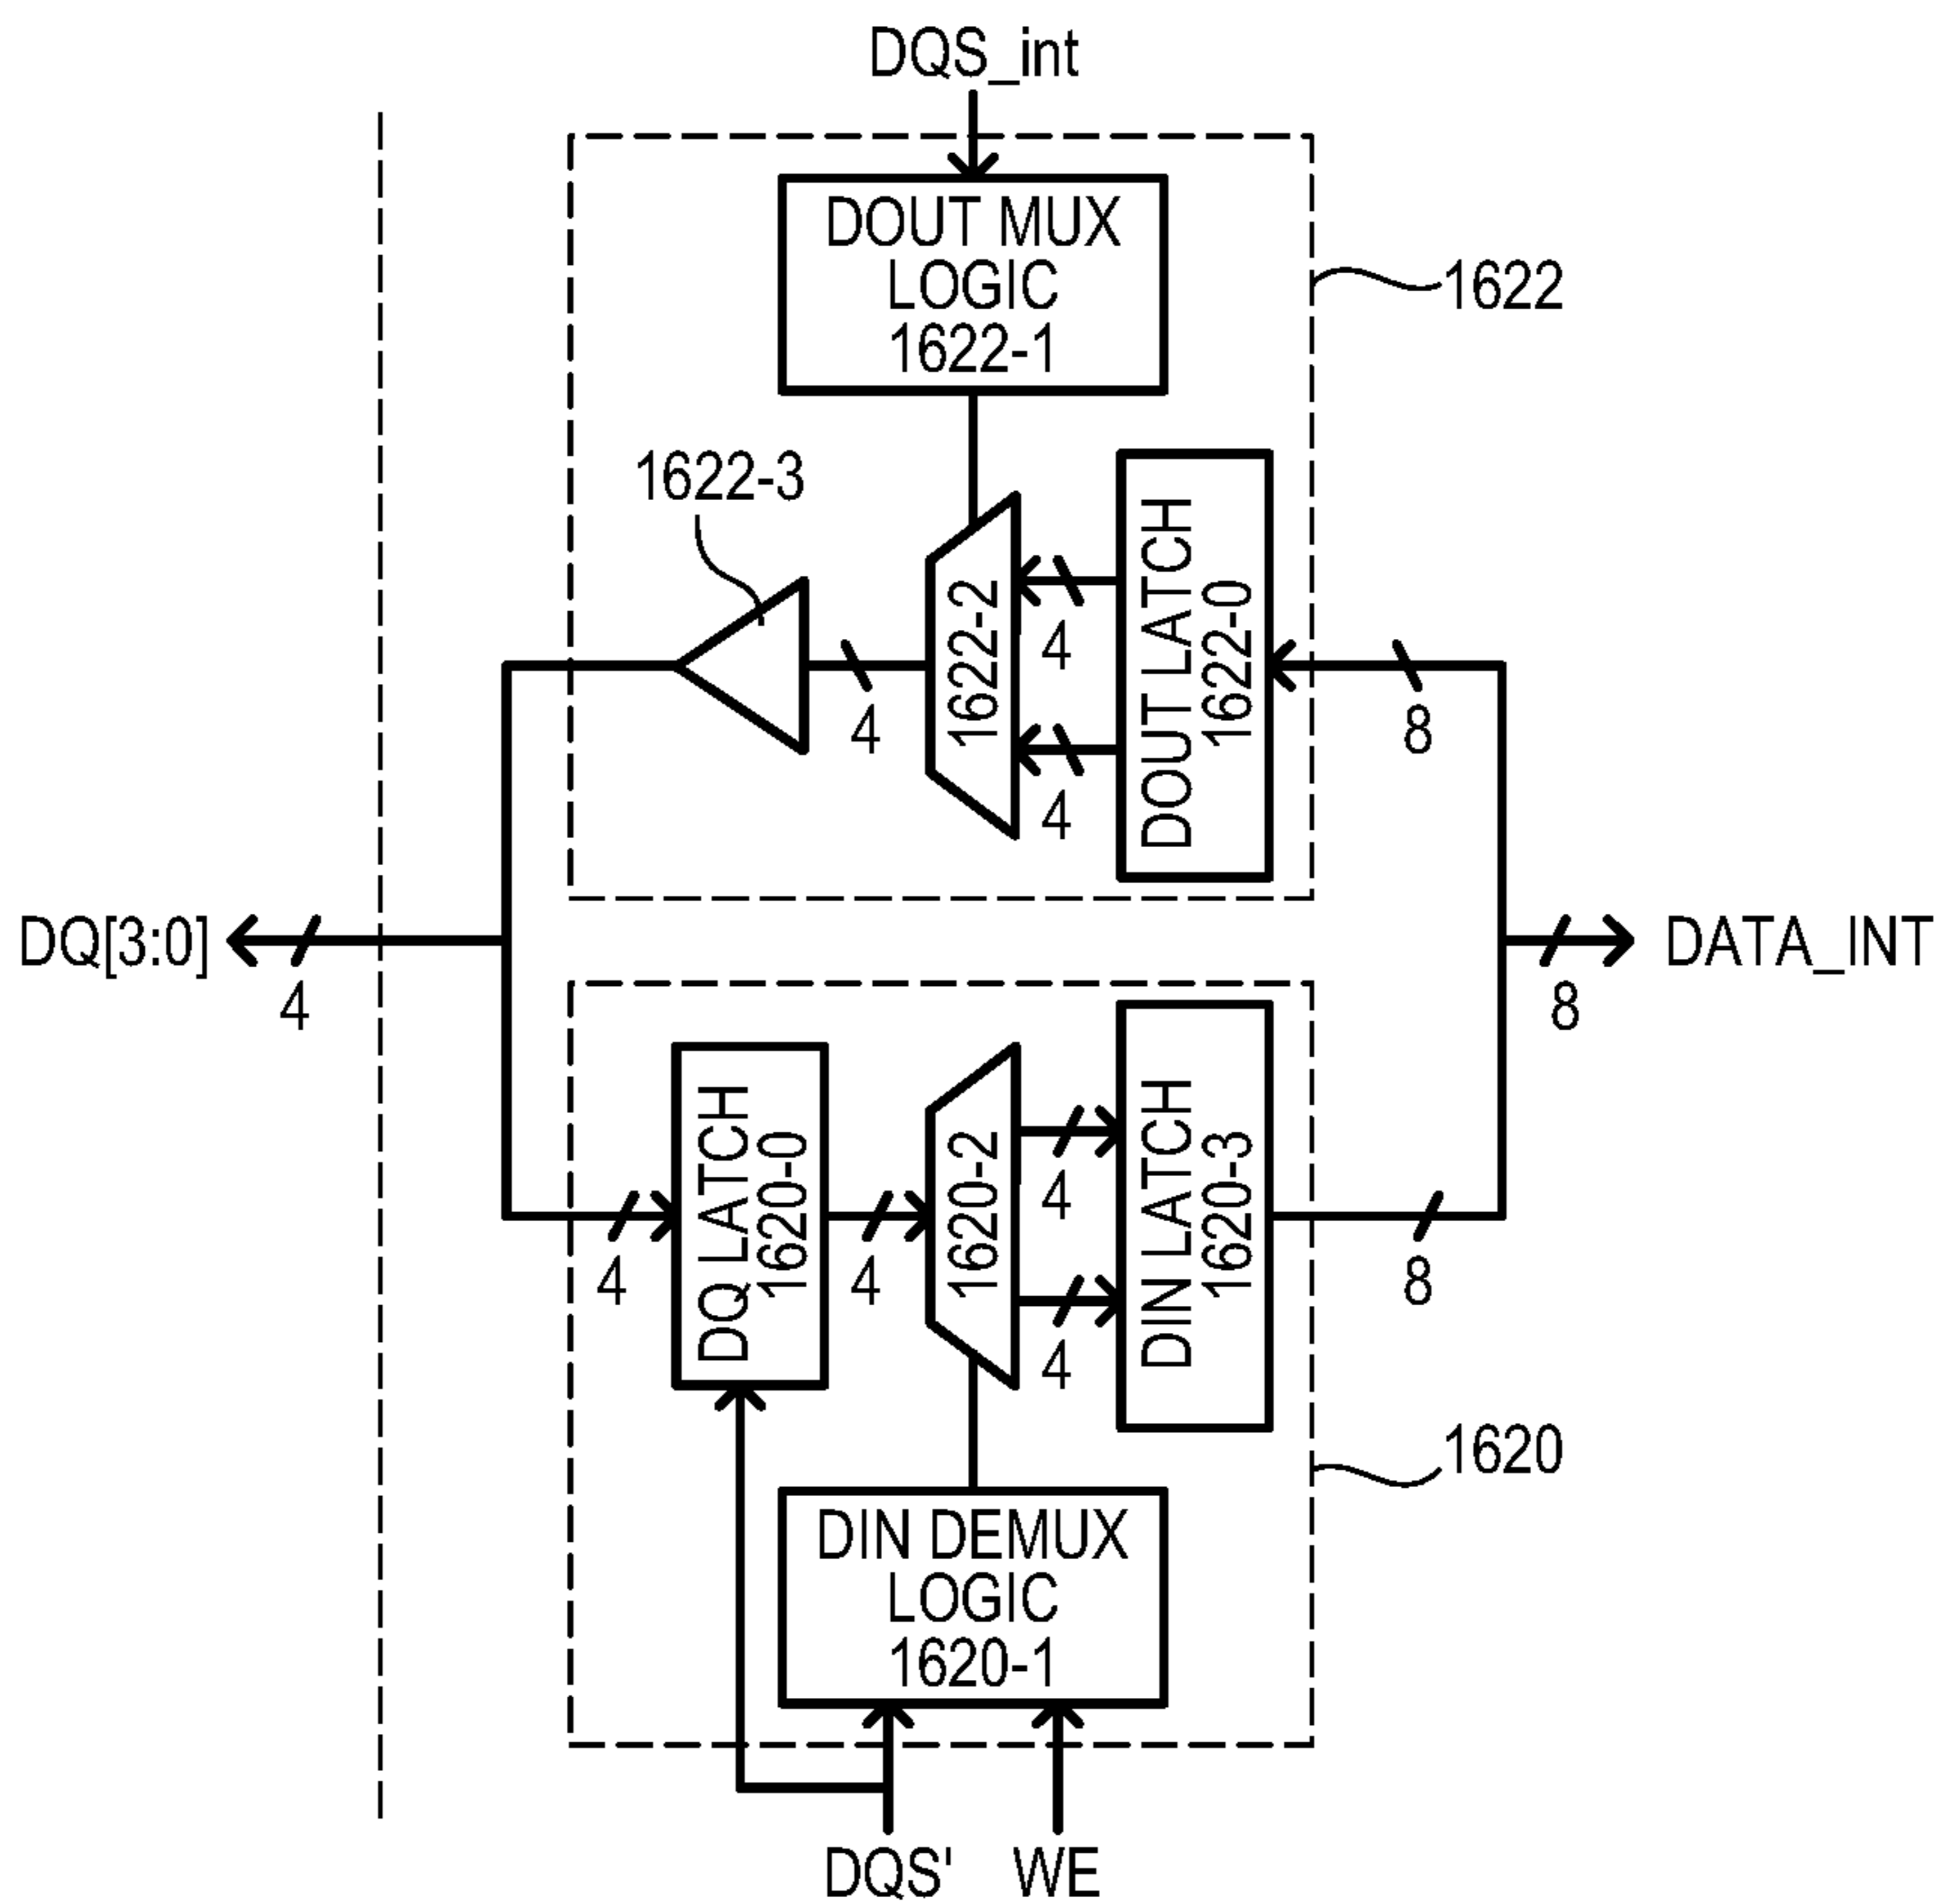 DQS_int
DOUT MUX
LOGIC
1622-1
1622
1622-3
1622-2
4
4
4
DOUT LATCH
1622-0
8
DQ[3:0]
4
DATA_INT
8
DQ LATCH
1620-0
4
4
1620-2
4
4
DIN LATCH
1620-3
8
1620
DIN DEMUX
LOGIC
1620-1
DQS'
WE